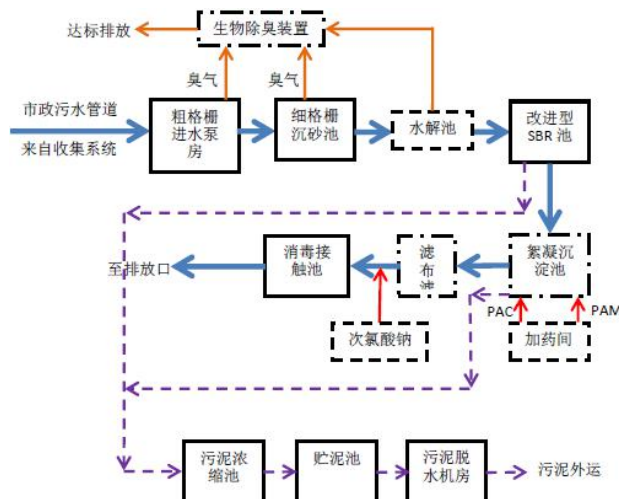 达标排放
生物除臭装置
臭气
臭气
市政污水管道
来自收集系统
粗格栅
进水泵
房
细格栅
沉砂池
水解池
改进型
SBR 池
至排放口
消毒接
触池
滤
布滤
絮凝沉
淀池
PAC
PAM
次氯酸钠
加药间
污泥浓
缩池
贮泥池
污泥脱
水机房
污泥外运